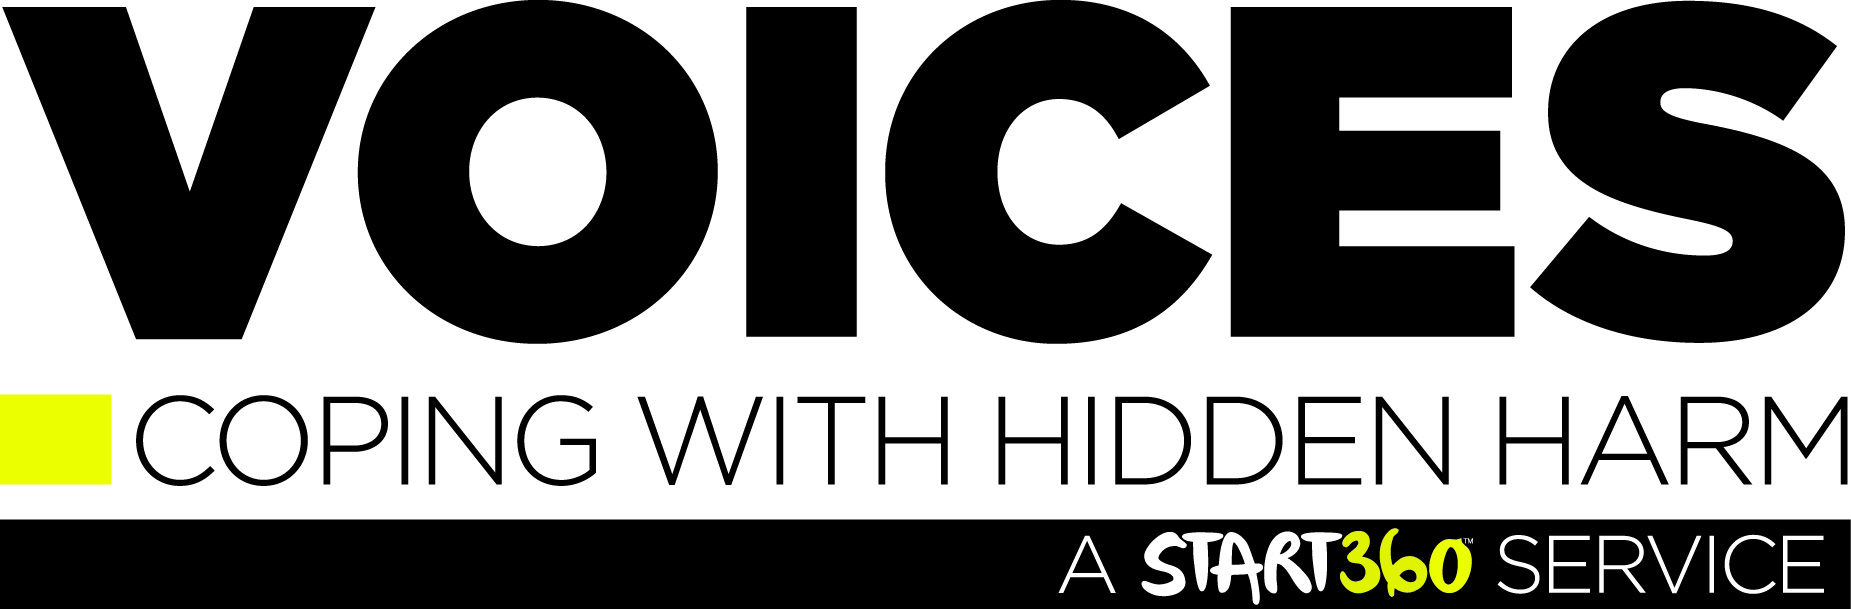 VOICES
COPING WITH HIDDEN HARM
A START360™ SERVICE